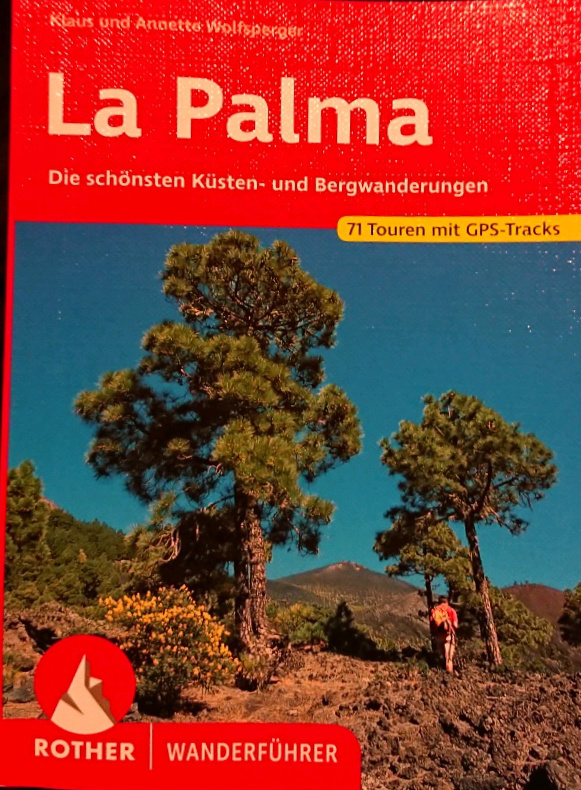 Klaus und Annette Wolfsperger
La Palma
Die schönsten Küsten- und Bergwanderungen
71 Touren mit GPS-Tracks
ROTHER | WANDERFÜHRER